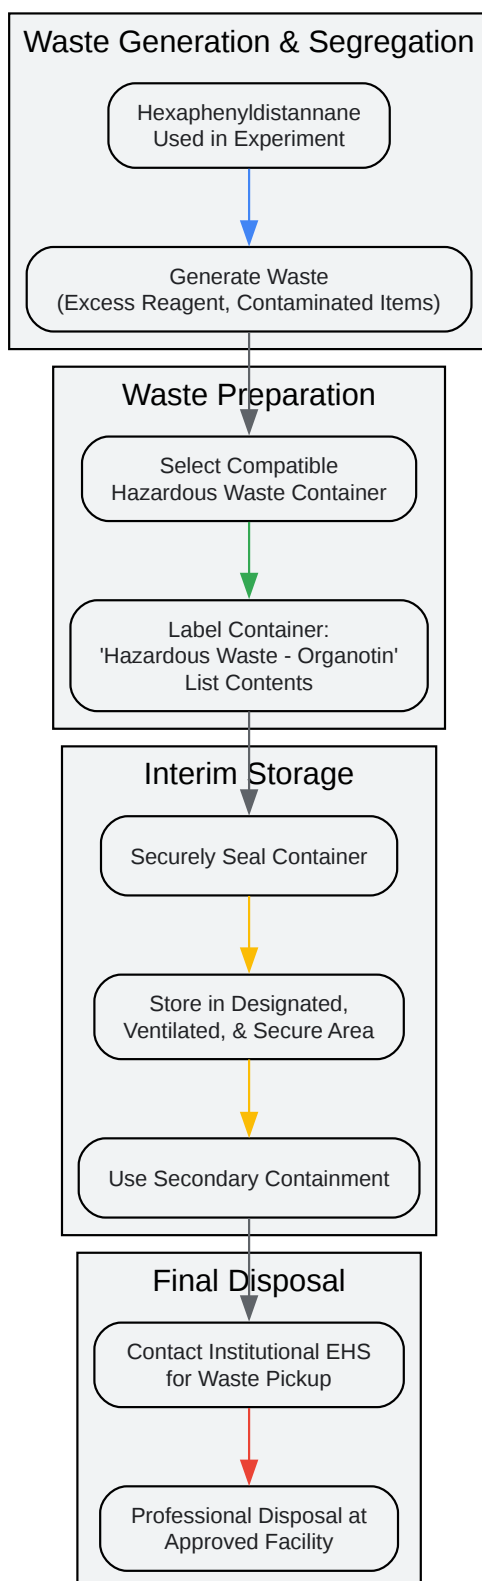 Waste Generation & Segregation
Hexaphenyldistannane
Used in Experiment
Generate Waste
(Excess Reagent, Contaminated Items)
Waste Preparation
Select Compatible
Hazardous Waste Container
Label Container:
'Hazardous Waste - Organotin'
List Contents
Interim Storage
Securely Seal Container
Store in Designated,
Ventilated, & Secure Area
Use Secondary Containment
Final Disposal
Contact Institutional EHS
for Waste Pickup
Professional Disposal at
Approved Facility